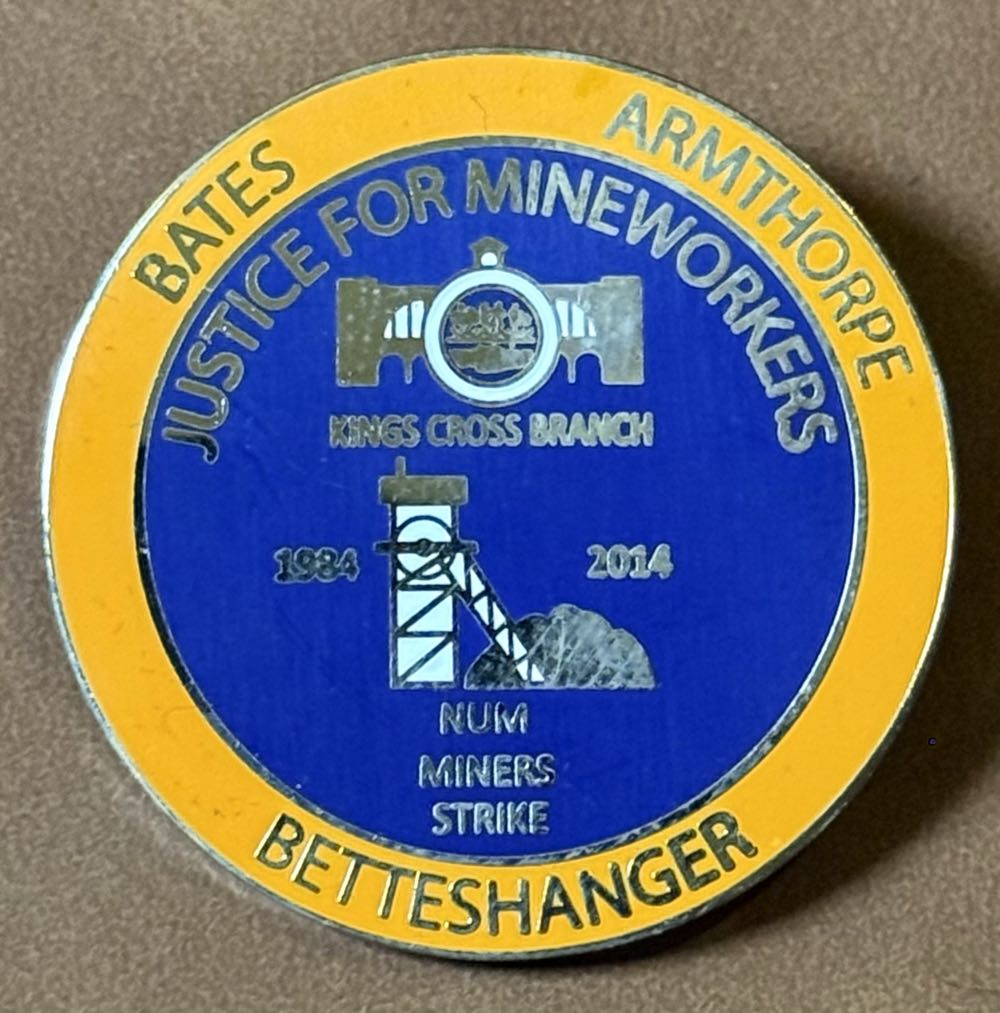 BATES
ARMTHORPE
JUSTICE FOR MINEWORKERS
KINGS CROSS BRANCH
1984
2014
NUM
MINERS
STRIKE
BETTESHANGER